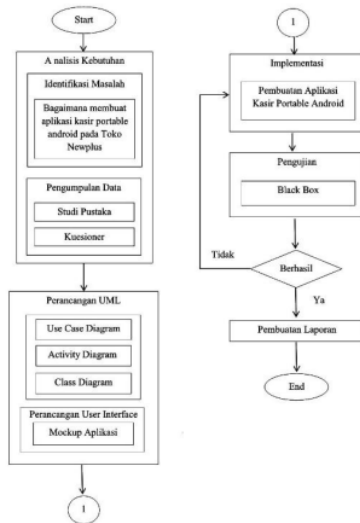 Start
A nalisis Kebutuhan
Identifikasi Masalah
Bagaimana membuat
aplikasi kasir portable
android pada Toko
Newplus
Pengumpulan Data
Studi Pustaka
Kuesioner
Perancangan UML
Use Case Diagram
Activity Diagram
Class Diagram
Perancangan User Interface
Mockup Aplikasi
1
1
Implementasi
Pembuatan Aplikasi
Kasir Portable Android
Pengujian
Black Box
Tidak
Berhasil
Ya
Pembuatan Laporan
End